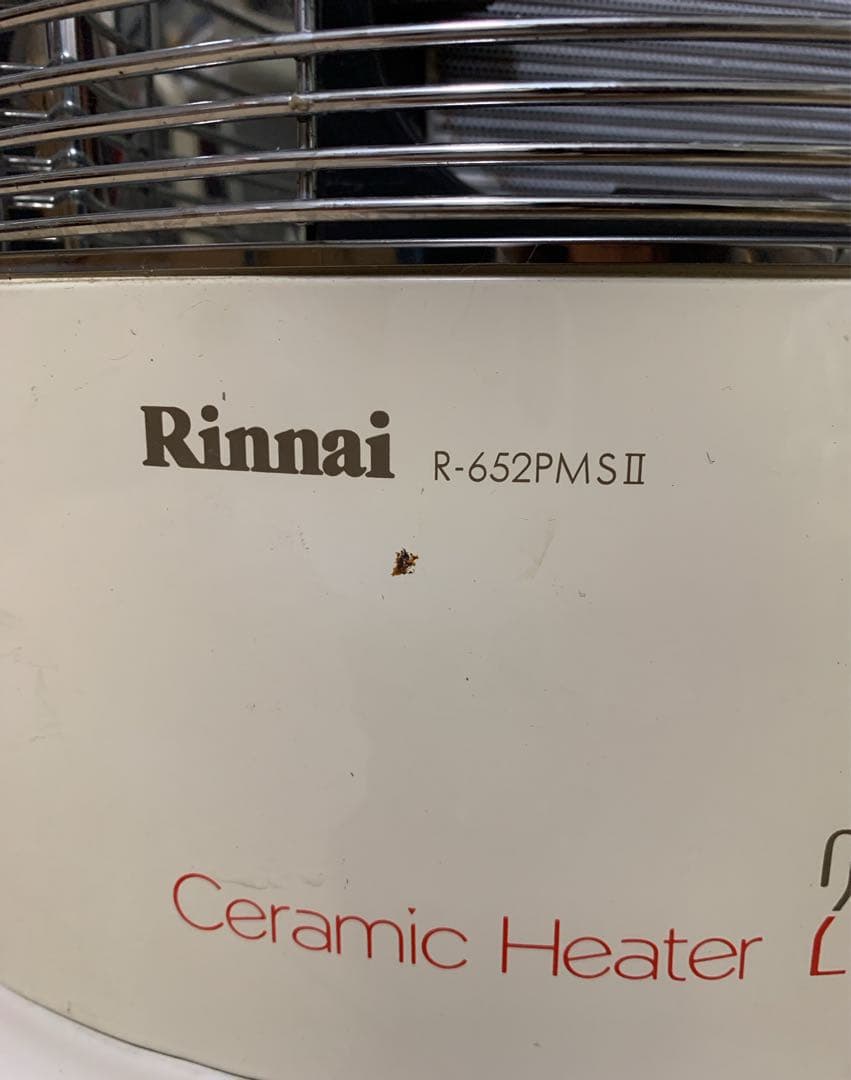 Rinnai R-652PMSⅡ
Ceramic Heater